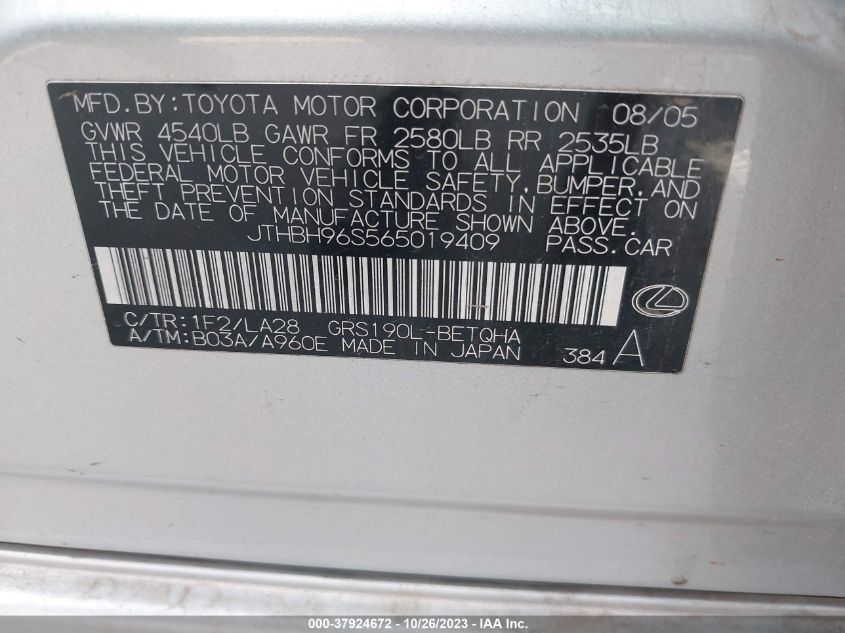 MFD.BY:TOYOTA MOTOR CORPORATION 08/05
GVWR 4540LB GAWR FR 2580LB RR 2535LB
THIS VEHICLE CONFORMS TO ALL APPLICABLE
FEDERAL MOTOR VEHICLE SAFETY,BUMPER,AND
THEFT PREVENTION STANDARDS IN EFFECT ON
THE DATE OF MANUFACTURE SHOWN ABOVE.
JTHBH96S565019409 PASS.CAR
C/TR:1F2/LA28 GRS190L-BETQHA
A/TM:B03A/A960E MADE IN JAPAN 384 A
000-37924672 - 10/26/2023 - IAA Inc.